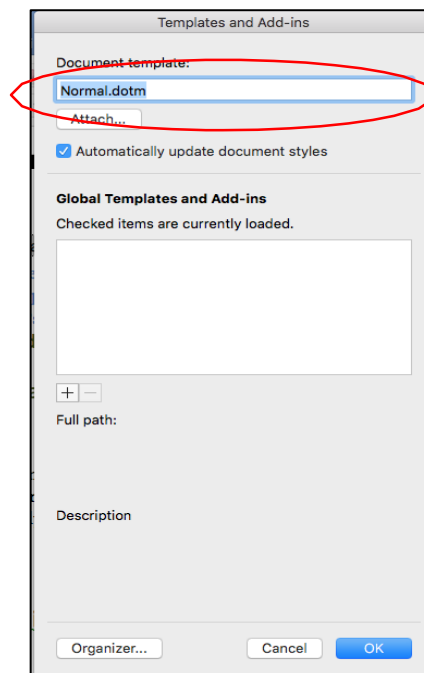 Templates and Add-ins
Document template:
Normal.dotm
Attach...
Automatically update document styles
Global Templates and Add-ins
Checked items are currently loaded.
+ −
Full path:
Description
Organizer... Cancel OK